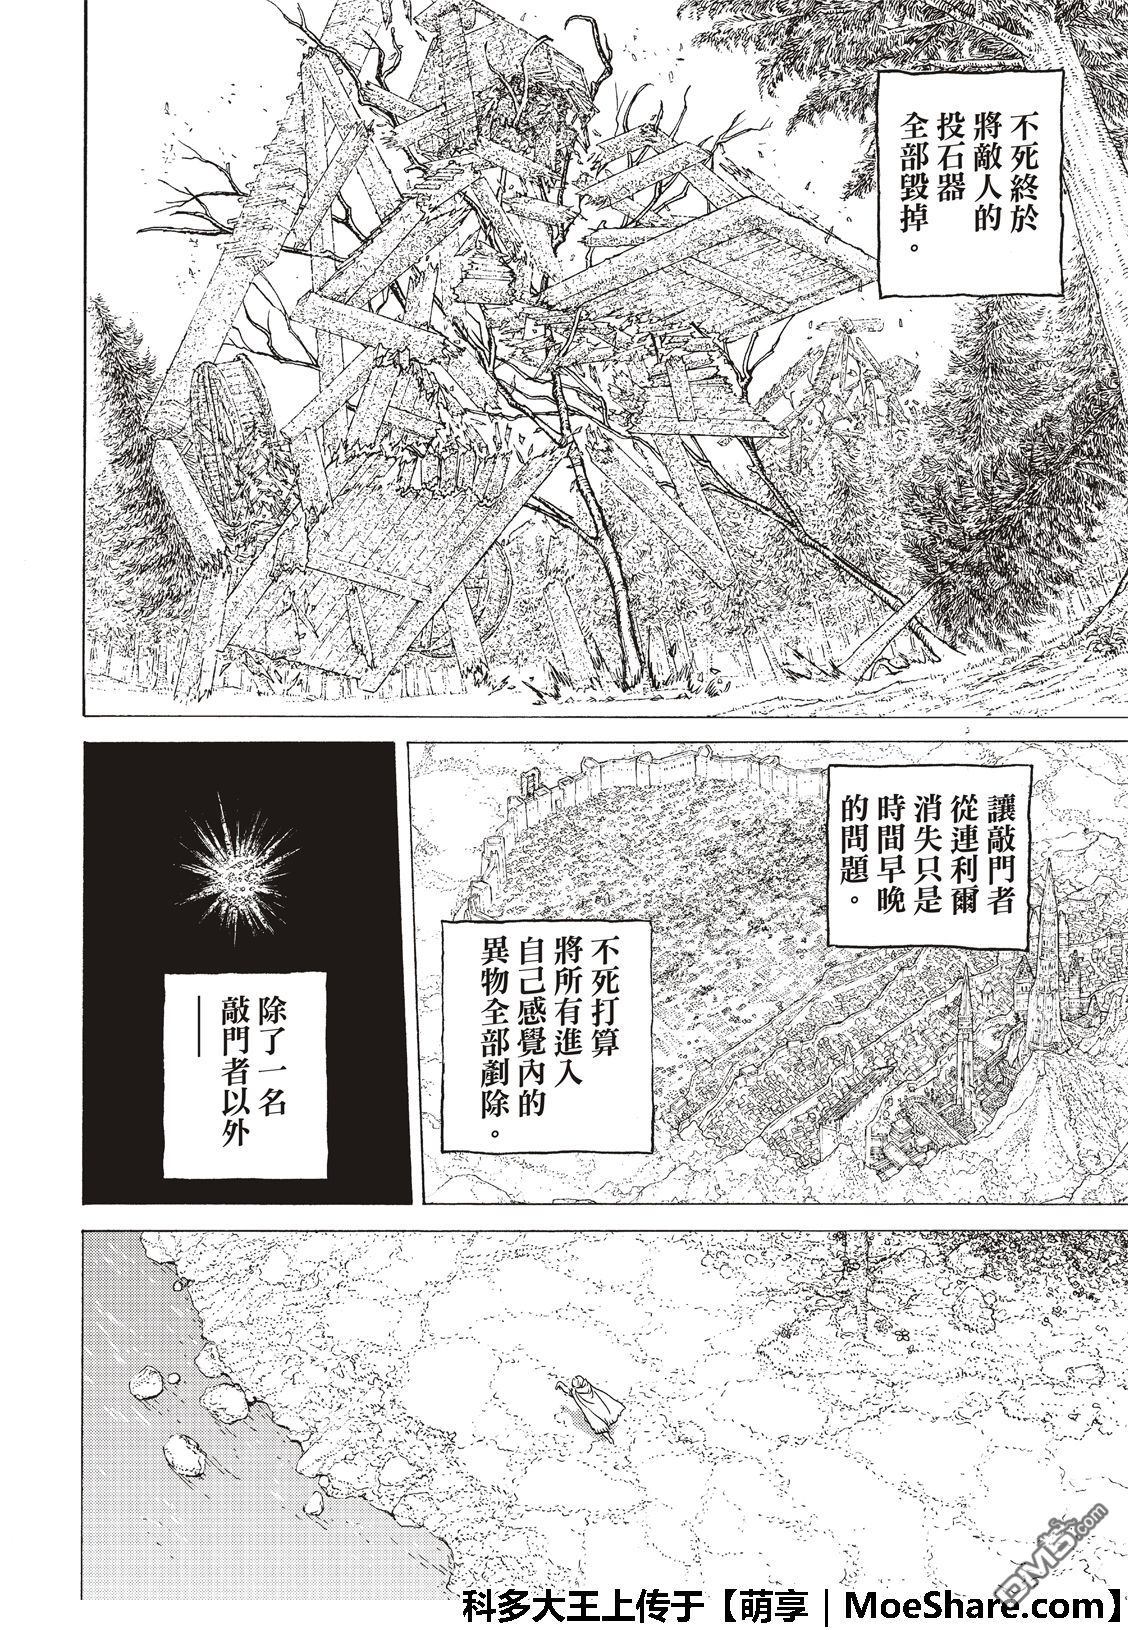 不死終於
將敵人的
投石器
全部毀掉。
讓敲門者
從連利爾
消失只是
時間早晚
的問題。
不死打算
將所有進入
自己感覺內的
異物全部剷除。
除了一名
敲門者以外
——
DM5.com
科多大王上传于【萌享｜MoeShare.com】